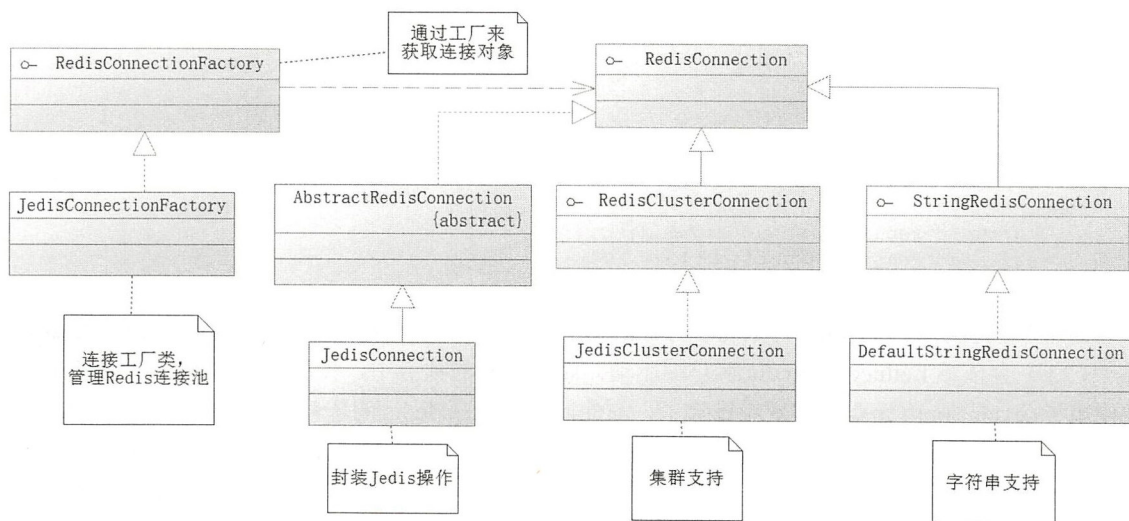 通过工厂来
获取连接对象
RedisConnectionFactory
RedisConnection
JedisConnectionFactory
AbstractRedisConnection
{abstract}
RedisClusterConnection
StringRedisConnection
连接工厂类，
管理Redis连接池
JedisConnection
JedisClusterConnection
DefaultStringRedisConnection
封装Jedis操作
集群支持
字符串支持